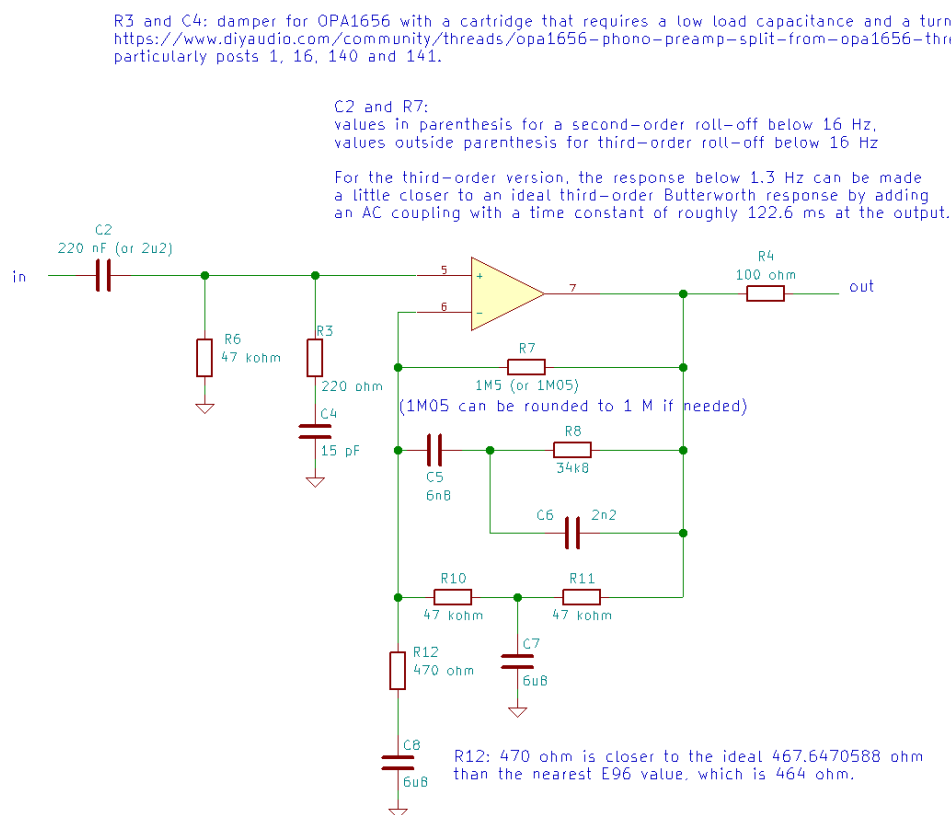 R3 and C4: damper for OPA1656 with a cartridge that requires a low load capacitance and a turn
https://www.diyaudio.com/community/threads/opa1656-phono-preamp-split-from-opa1656-thre
particularly posts 1, 16, 140 and 141.
C2 and R7:
values in parenthesis for a second-order roll-off below 16 Hz,
values outside parenthesis for third-order roll-off below 16 Hz
For the third-order version, the response below 1.3 Hz can be made
a little closer to an ideal third-order Butterworth response by adding
an AC coupling with a time constant of roughly 122.6 ms at the output.
C2
220 nF (or 2u2)
in
5
+
6
-
7
R4
100 ohm
out
R6
47 kohm
R3
220 ohm
C4
15 pF
R7
1M5 (or 1M05)
(1M05 can be rounded to 1 M if needed)
R8
34k8
C5
6n8
C6
2n2
R10
47 kohm
R11
47 kohm
C7
6u8
R12
470 ohm
C8
6u8
R12: 470 ohm is closer to the ideal 467.6470588 ohm
than the nearest E96 value, which is 464 ohm.